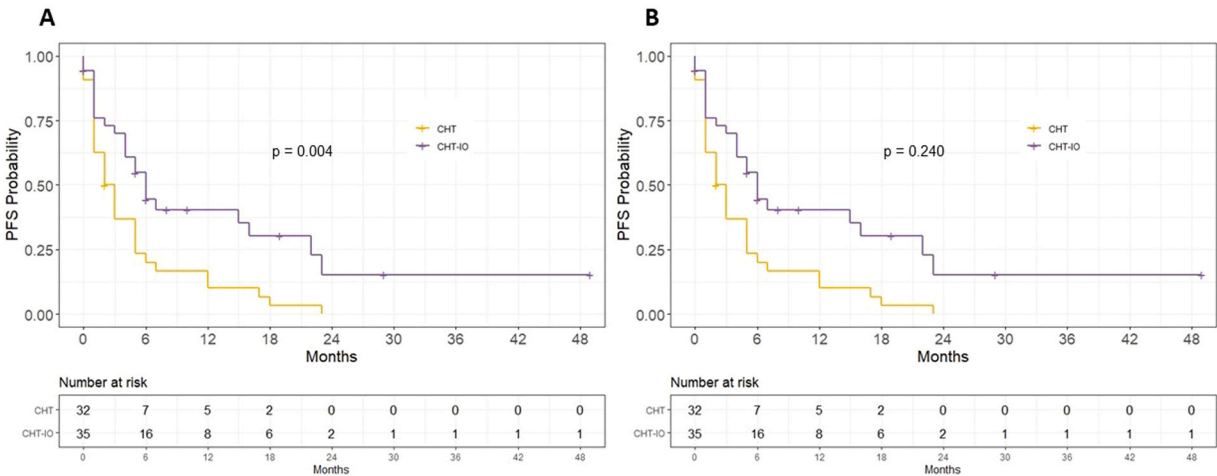 A
PFS Probability
1.00
0.75
0.50
0.25
0.00
CHT
CHT-IO
p = 0.004
0 6 12 18 24 30 36 42 48
Months
Number at risk
CHT 32 7 5 2 0 0 0 0 0
CHT-IO 35 16 8 6 2 1 1 1 1
0 6 12 18 24 30 36 42 48
Months
B
PFS Probability
1.00
0.75
0.50
0.25
0.00
CHT
CHT-IO
p = 0.240
0 6 12 18 24 30 36 42 48
Months
Number at risk
CHT 32 7 5 2 0 0 0 0 0
CHT-IO 35 16 8 6 2 1 1 1 1
0 6 12 18 24 30 36 42 48
Months